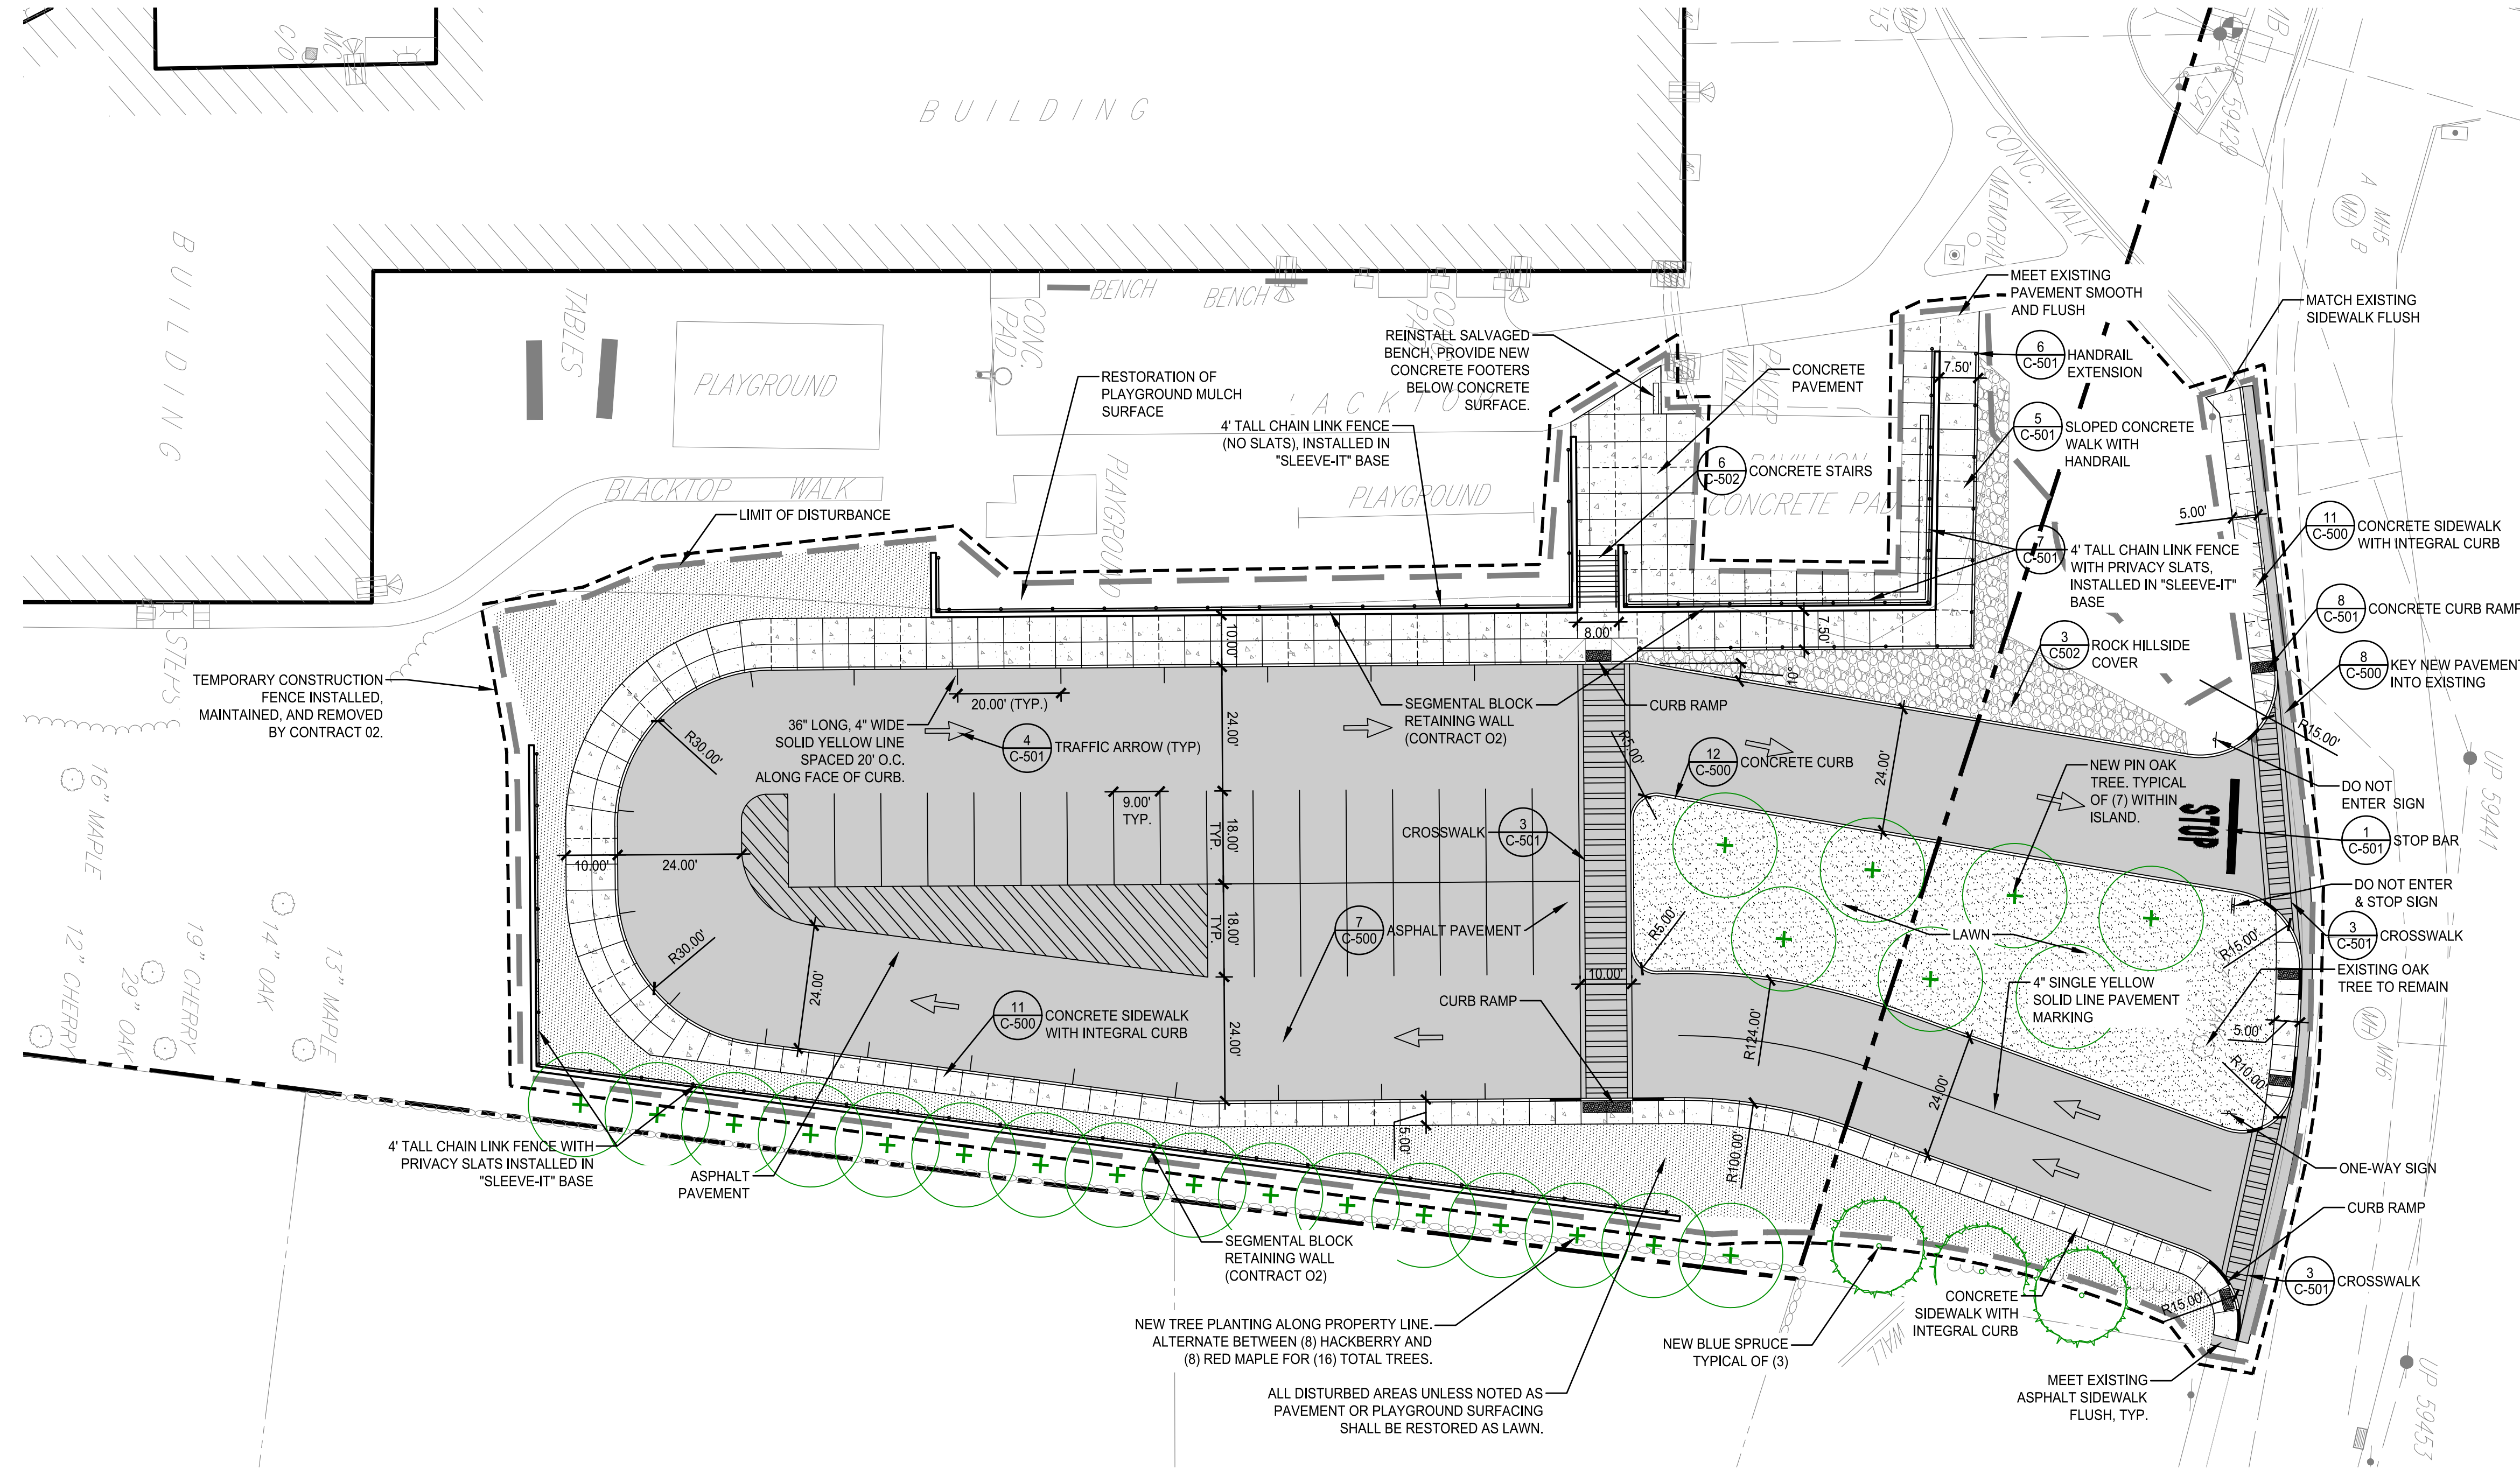 C/O
MC
BUILDING
MH
UP 59429
LSA
CONC. WALK
MEMORIAL
A
MH
B
MH5
BUILDING
TABLES
PLAYGROUND
CONC.
PAD.
BENCH
BENCH
CONC.
MEET EXISTING
PAVEMENT SMOOTH
AND FLUSH
MATCH EXISTING
SIDEWALK FLUSH
REINSTALL SALVAGED
BENCH, PROVIDE NEW
CONCRETE FOOTERS
BELOW CONCRETE
SURFACE.
PAVER
WALK
CONCRETE
PAVEMENT
7.50'
6
C-501
HANDRAIL
EXTENSION
RESTORATION OF
PLAYGROUND MULCH
SURFACE
4' TALL CHAIN LINK FENCE
(NO SLATS), INSTALLED IN
"SLEEVE-IT" BASE
5
C-501
SLOPED CONCRETE
WALK WITH
HANDRAIL
6
C-502
CONCRETE STAIRS
PAVILLION
CONCRETE PAD
PLAYGROUND
PLAYGROUND
BLACKTOP WALK
LIMIT OF DISTURBANCE
5.00'
11
C-500
CONCRETE SIDEWALK
WITH INTEGRAL CURB
7
C-501
4' TALL CHAIN LINK FENCE
WITH PRIVACY SLATS,
INSTALLED IN "SLEEVE-IT"
BASE
8
C-501
CONCRETE CURB RAMP
STEPS
10.00'
8.00'
7.50'
3
C502
ROCK HILLSIDE
COVER
8
C-500
KEY NEW PAVEMENT
INTO EXISTING
TEMPORARY CONSTRUCTION
FENCE INSTALLED,
MAINTAINED, AND REMOVED
BY CONTRACT 02.
20.00' (TYP.)
36" LONG, 4" WIDE
SOLID YELLOW LINE
SPACED 20' O.C.
ALONG FACE OF CURB.
4
C-501
TRAFFIC ARROW (TYP)
R30.00'
24.00'
SEGMENTAL BLOCK
RETAINING WALL
(CONTRACT O2)
CURB RAMP
10°
R5.00'
12
C-500
CONCRETE CURB
24.00'
R15.00'
NEW PIN OAK
TREE. TYPICAL
OF (7) WITHIN
ISLAND.
DO NOT
ENTER SIGN
STOP
1
C-501
STOP BAR
UP 59441
16" MAPLE
9.00'
TYP.
18.00'
TYP.
CROSSWALK
3
C-501
10.00'
24.00'
DO NOT ENTER
& STOP SIGN
3
C-501
CROSSWALK
14" OAK
19" CHERRY
12" CHERRY
29" OAK
13" MAPLE
R30.00'
24.00'
18.00'
TYP.
7
C-500
ASPHALT PAVEMENT
R5.00'
LAWN
R15.00'
EXISTING OAK
TREE TO REMAIN
10.00'
4" SINGLE YELLOW
SOLID LINE PAVEMENT
MARKING
CURB RAMP
11
C-500
CONCRETE SIDEWALK
WITH INTEGRAL CURB
24.00'
R124.00'
24.00'
5.00'
R10.00'
MH
MH6
4' TALL CHAIN LINK FENCE WITH
PRIVACY SLATS INSTALLED IN
"SLEEVE-IT" BASE
ASPHALT
PAVEMENT
5.00'
R100.00'
ONE-WAY SIGN
CURB RAMP
SEGMENTAL BLOCK
RETAINING WALL
(CONTRACT O2)
3
C-501
CROSSWALK
R15.00'
NEW TREE PLANTING ALONG PROPERTY LINE.
ALTERNATE BETWEEN (8) HACKBERRY AND
(8) RED MAPLE FOR (16) TOTAL TREES.
NEW BLUE SPRUCE
TYPICAL OF (3)
WALL
CONCRETE
SIDEWALK WITH
INTEGRAL CURB
ALL DISTURBED AREAS UNLESS NOTED AS
PAVEMENT OR PLAYGROUND SURFACING
SHALL BE RESTORED AS LAWN.
MEET EXISTING
ASPHALT SIDEWALK
FLUSH, TYP.
UP 59453